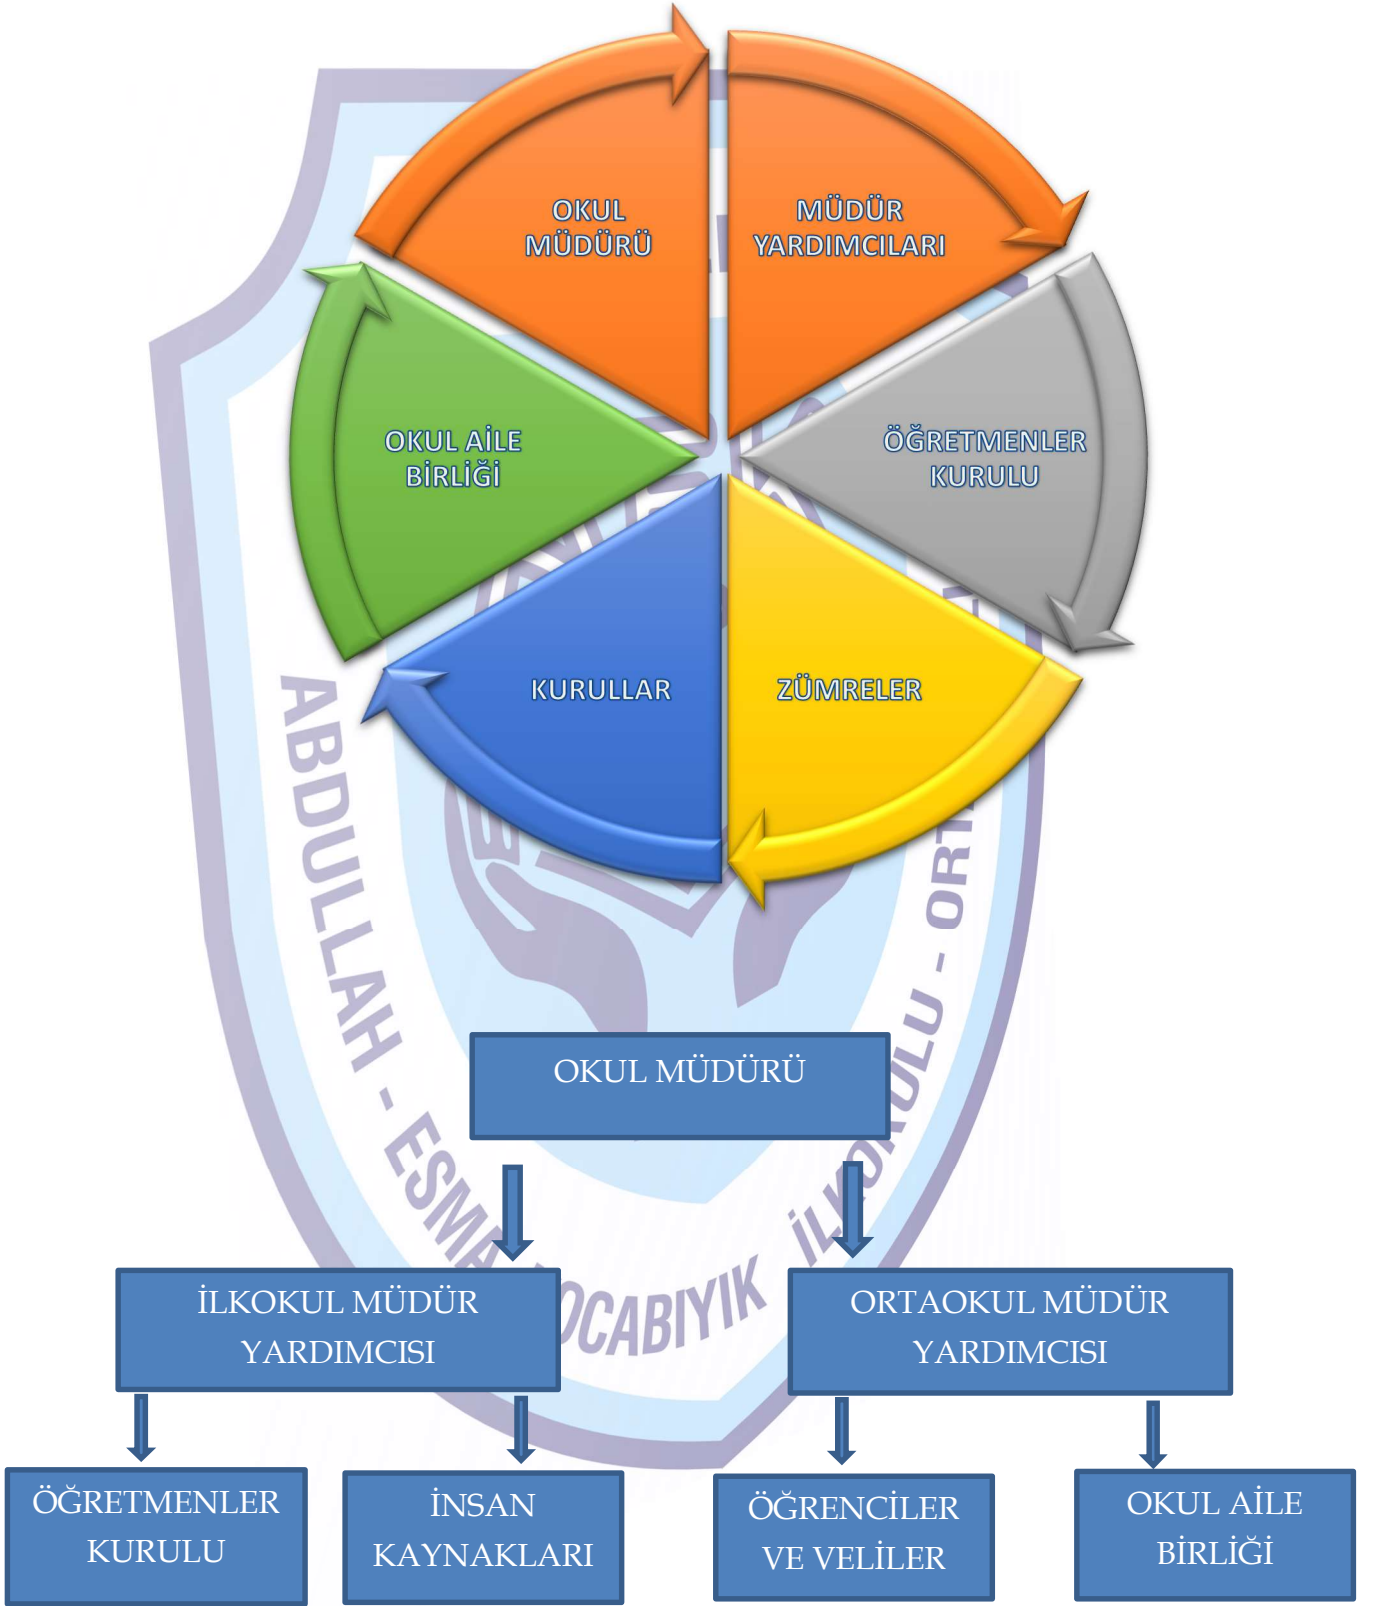 OKUL
MÜDÜRÜ
MÜDÜR
YARDIMCILARI
ÖĞRETMENLER
KURULU
ZÜMRELER
KURULLAR
OKUL AİLE
BİRLİĞİ
ABDULLAH - ESMA OCABIYIK İLKOKULU - ORTA
OKUL MÜDÜRÜ
İLKOKUL MÜDÜR
YARDIMCISI
ORTAOKUL MÜDÜR
YARDIMCISI
ÖĞRETMENLER
KURULU
İNSAN
KAYNAKLARI
ÖĞRENCİLER
VE VELİLER
OKUL AİLE
BİRLİĞİ